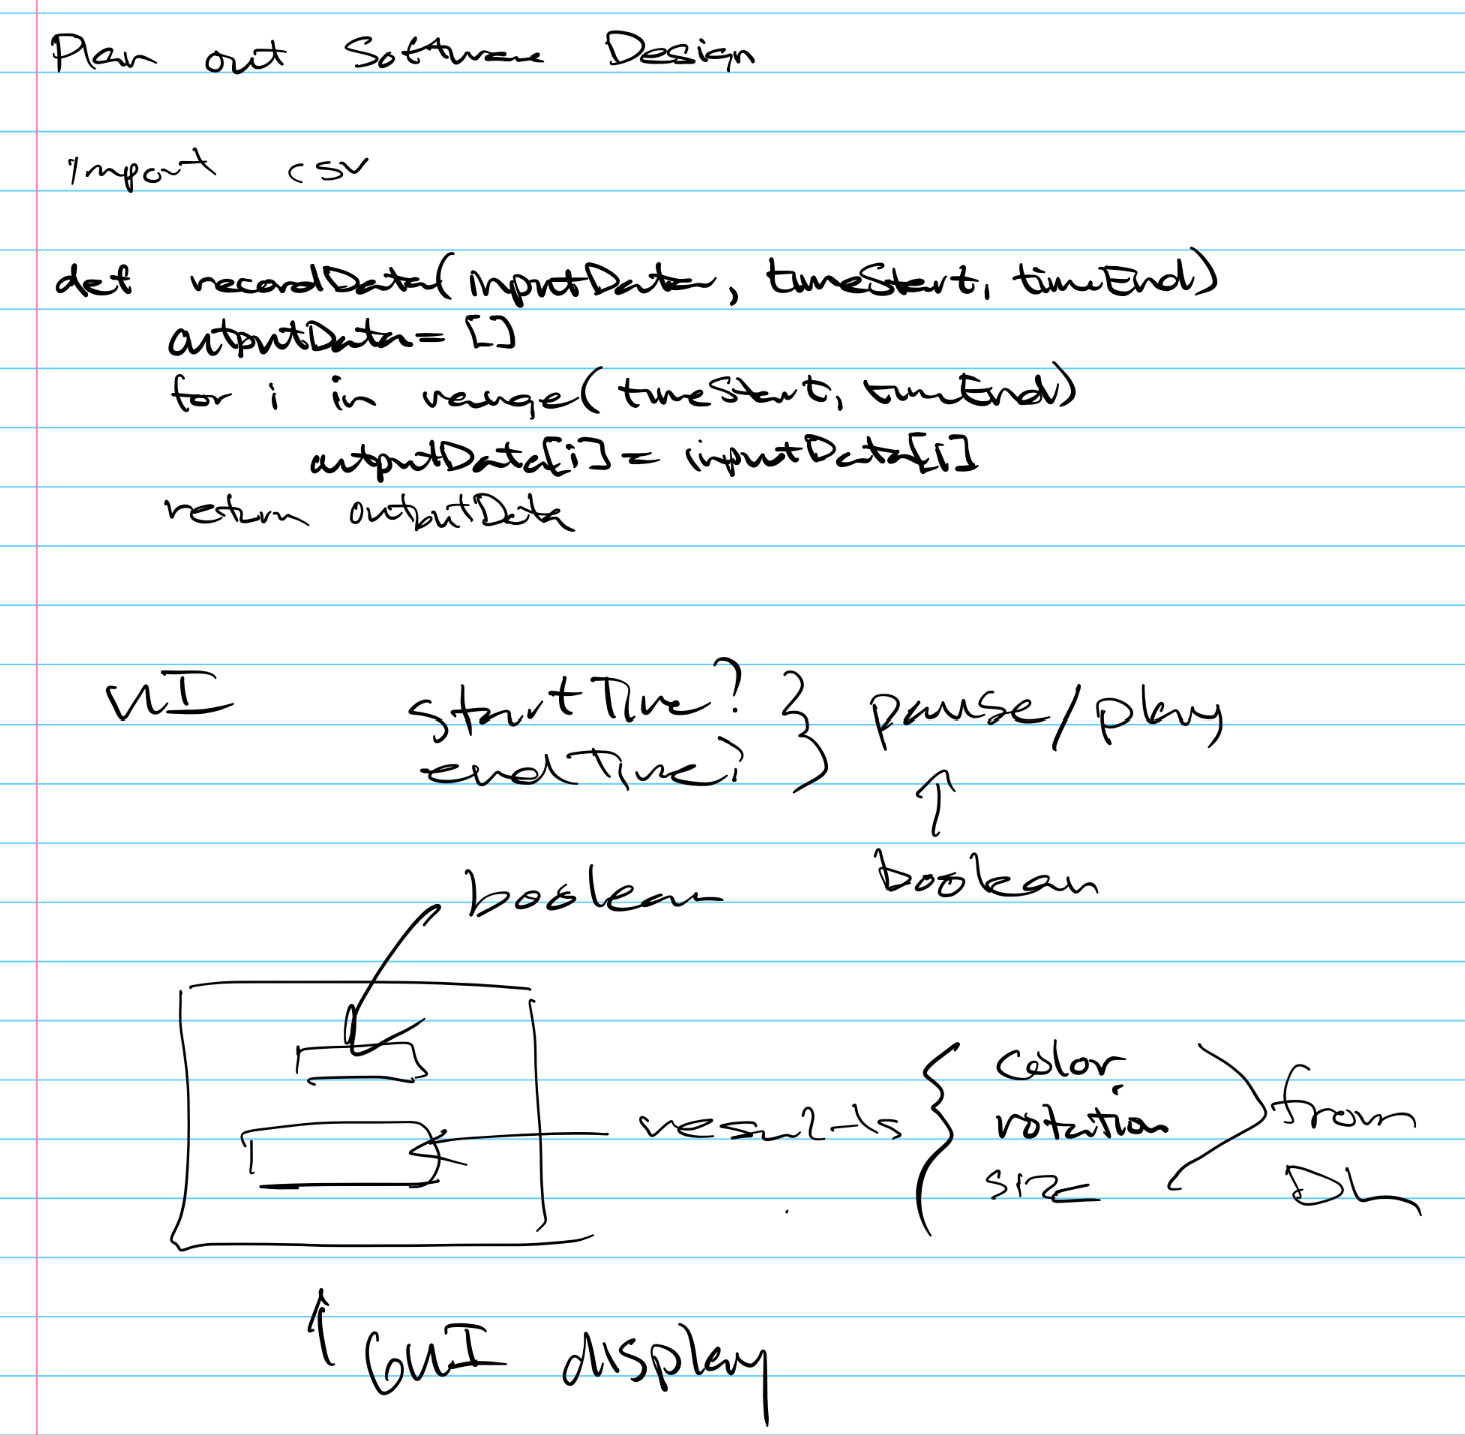 Plan out Software Design
import csv
def recordData(inputData, timeStart, timeEnd)
outputData = []
for i in range(timeStart, timeEnd)
outputData[i] = inputData[i]
return outputData
UI
startTime? } pause/play
endTime?
↑
boolean
boolean
results { color
rotation
size
} from
DL
↑ GUI display